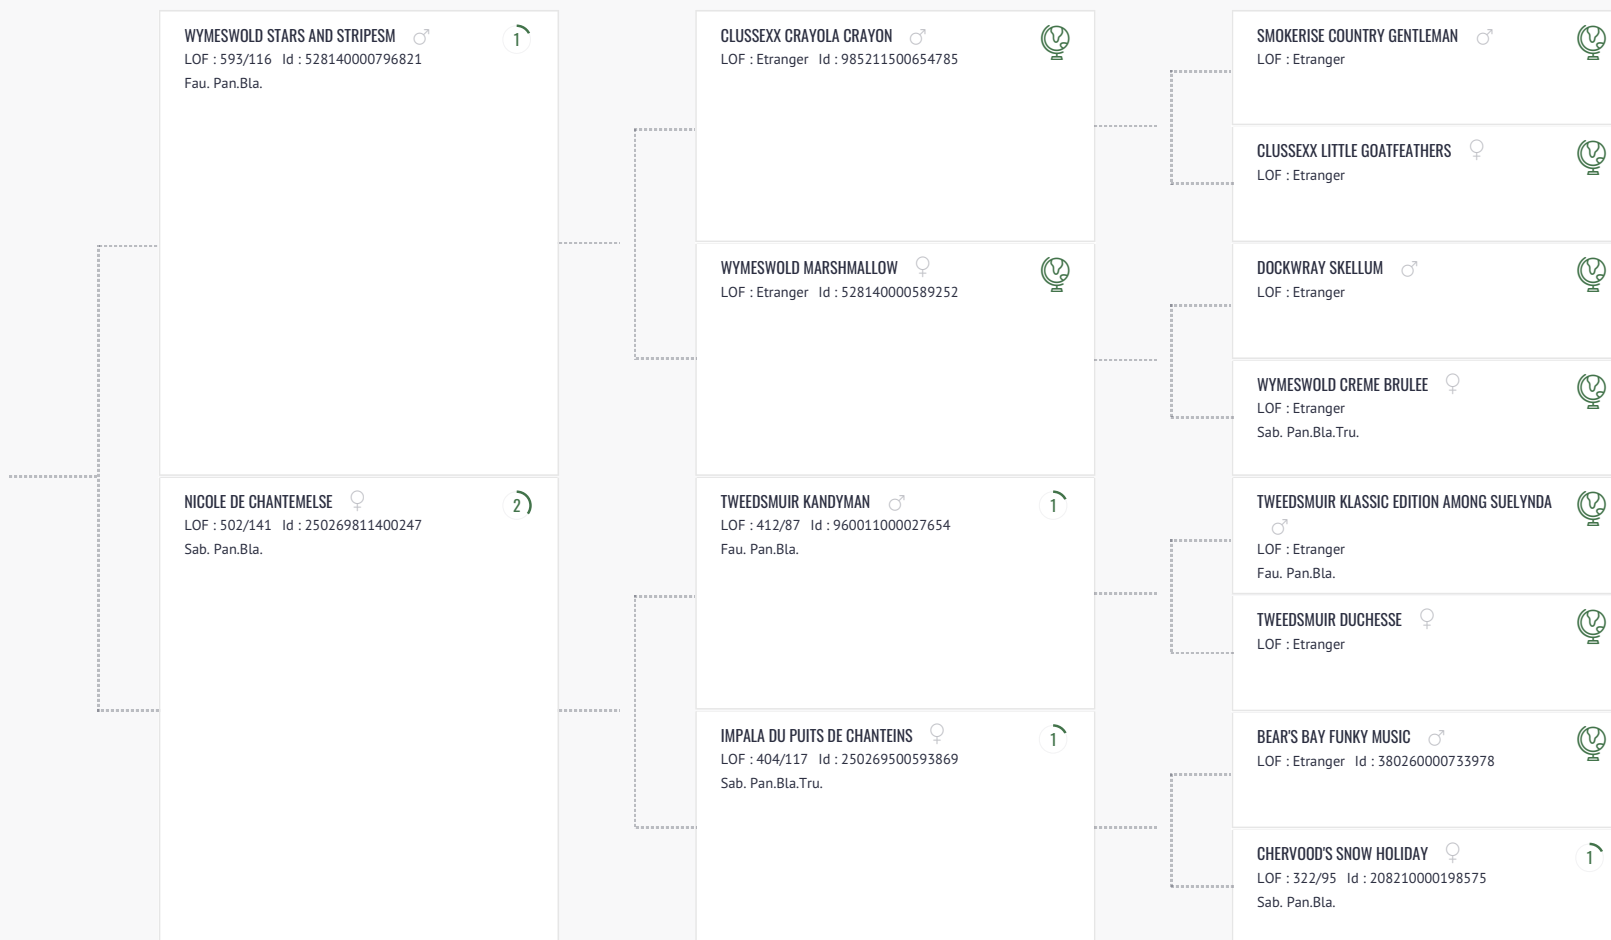 WYMESWOLD STARS AND STRIPESM ♂ 1
LOF : 593/116 Id : 528140000796821
Fau. Pan.Bla.
NICOLE DE CHANTEMELSE ♀ 2
LOF : 502/141 Id : 250269811400247
Sab. Pan.Bla.
CLUSSEXX CRAYOLA CRAYON ♂
LOF : Etranger Id : 985211500654785
WYMESWOLD MARSHMALLOW ♀
LOF : Etranger Id : 528140000589252
TWEEDSMUIR KANDYMAN ♂ 1
LOF : 412/87 Id : 960011000027654
Fau. Pan.Bla.
IMPALA DU PUITS DE CHANTEINS ♀ 1
LOF : 404/117 Id : 250269500593869
Sab. Pan.Bla.Tru.
SMOKERISE COUNTRY GENTLEMAN ♂
LOF : Etranger
CLUSSEXX LITTLE GOATFEATHERS ♀
LOF : Etranger
DOCKWRAY SKELLUM ♂
LOF : Etranger
WYMESWOLD CREME BRULEE ♀
LOF : Etranger
Sab. Pan.Bla.Tru.
TWEEDSMUIR KLASSIC EDITION AMONG SUELYNDA
♂
LOF : Etranger
Fau. Pan.Bla.
TWEEDSMUIR DUCHESSE ♀
LOF : Etranger
BEAR'S BAY FUNKY MUSIC ♂
LOF : Etranger Id : 380260000733978
CHERVOOD'S SNOW HOLIDAY ♀ 1
LOF : 322/95 Id : 208210000198575
Sab. Pan.Bla.